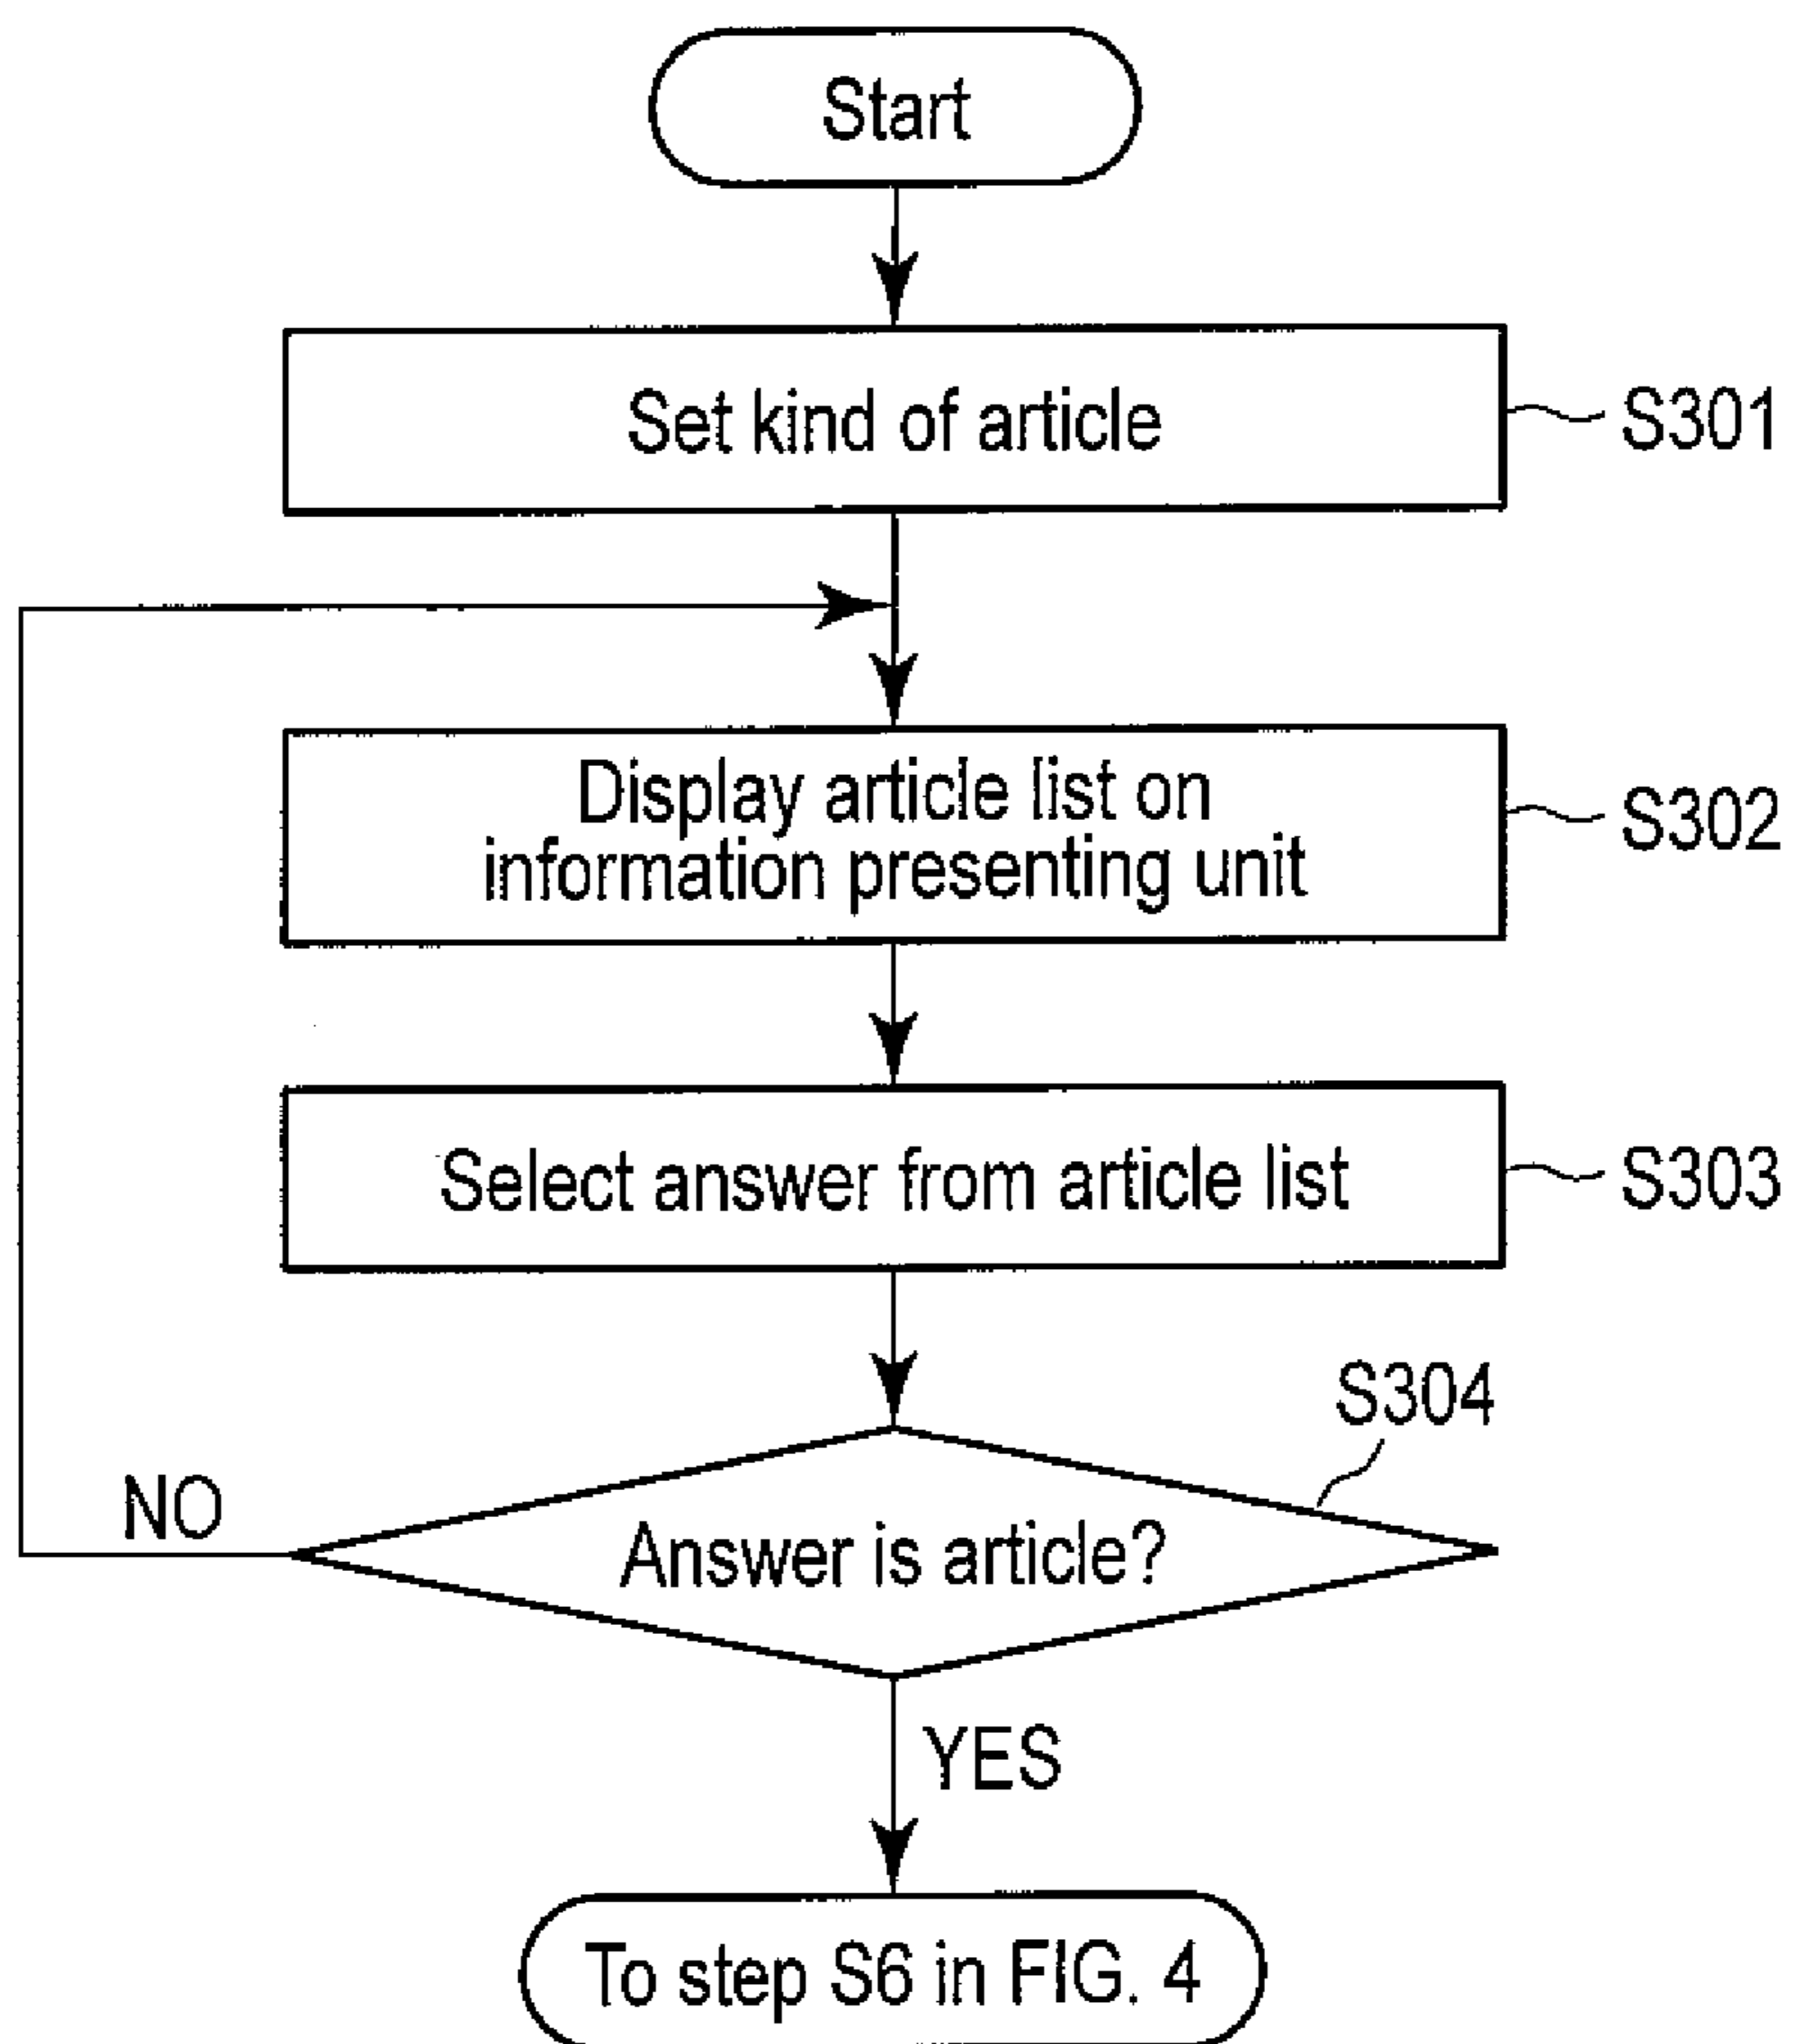 Start
Set kind of article
S301
Display article list on
information presenting unit
S302
Select answer from article list
S303
S304
NO
Answer is article?
YES
To step S6 in FIG. 4